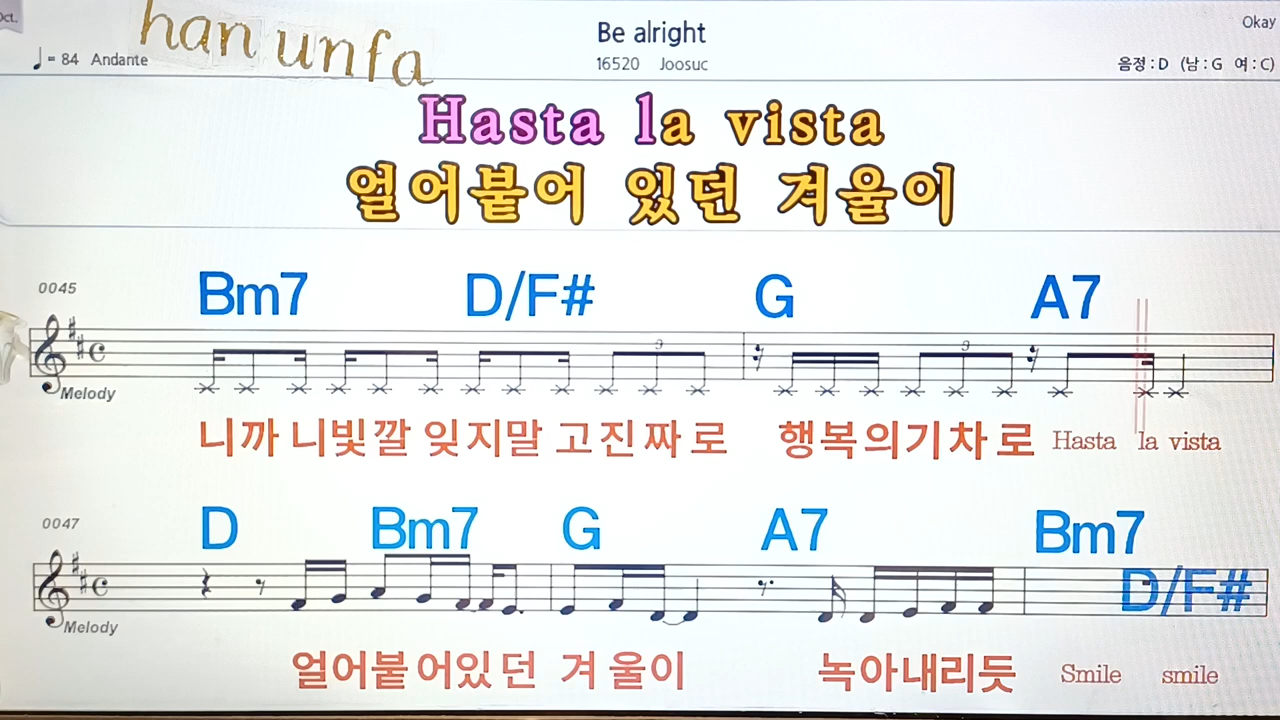 Oct.
han unfa
Be alright
Okay
♩= 84 Andante
16520 Joosuc
음정 : D (남 : G 여 : C)
Hasta la vista
얼어붙어 있던 겨울이
0045
Bm7 D/F# G A7
3 3
Melody
니까 니빛깔 잊지말 고진짜 로 행복의기차 로 Hasta la vista
0047
D Bm7 G A7 Bm7
D/F#
Melody
얼어붙 어있 던 겨 울이 녹아내리듯 Smile smile